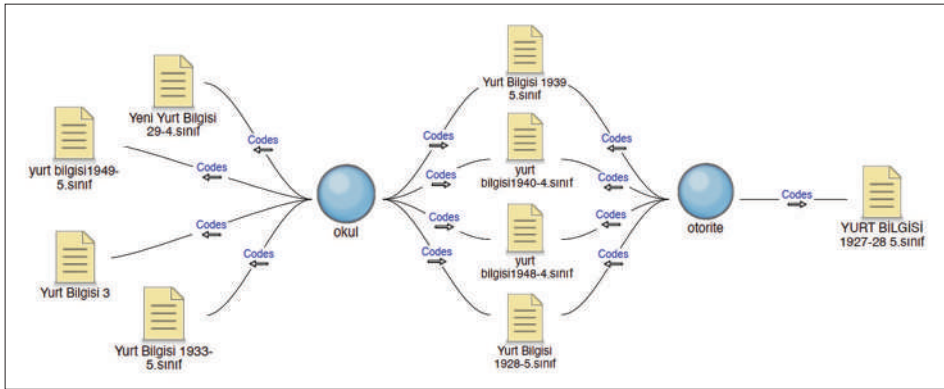 Yeni Yurt Bilgisi
29-4.sınıf
Codes
yurt bilgisi1949-
5.sınıf
Codes
Yurt Bilgisi 3
Codes
Yurt Bilgisi 1933-
5.sınıf
Codes
okul
Yurt Bilgisi 1939
5.sınıf
Codes
Codes
yurt
bilgisi1940-4.sınıf
Codes
Codes
yurt
bilgisi1948-4.sınıf
Codes
Codes
Yurt Bilgisi
1928-5.sınıf
Codes
Codes
otorite
Codes
YURT BİLGİSİ
1927-28 5.sınıf